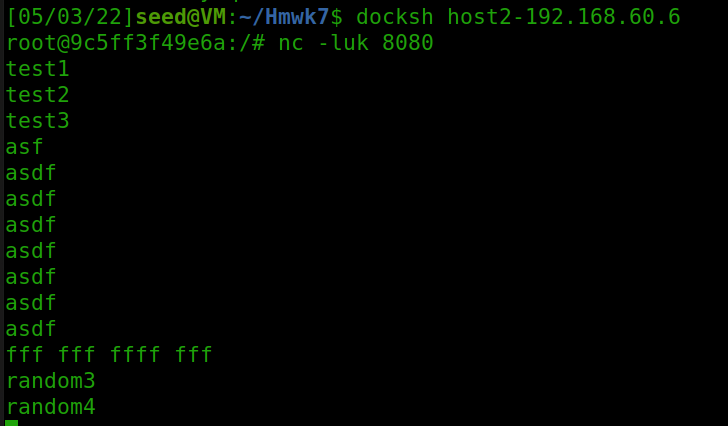 [05/03/22]seed@VM:~/Hmwk7$ docksh host2-192.168.60.6
root@9c5ff3f49e6a:/# nc -luk 8080
test1
test2
test3
asf
asdf
asdf
asdf
asdf
asdf
asdf
asdf
fff fff ffff fff
random3
random4